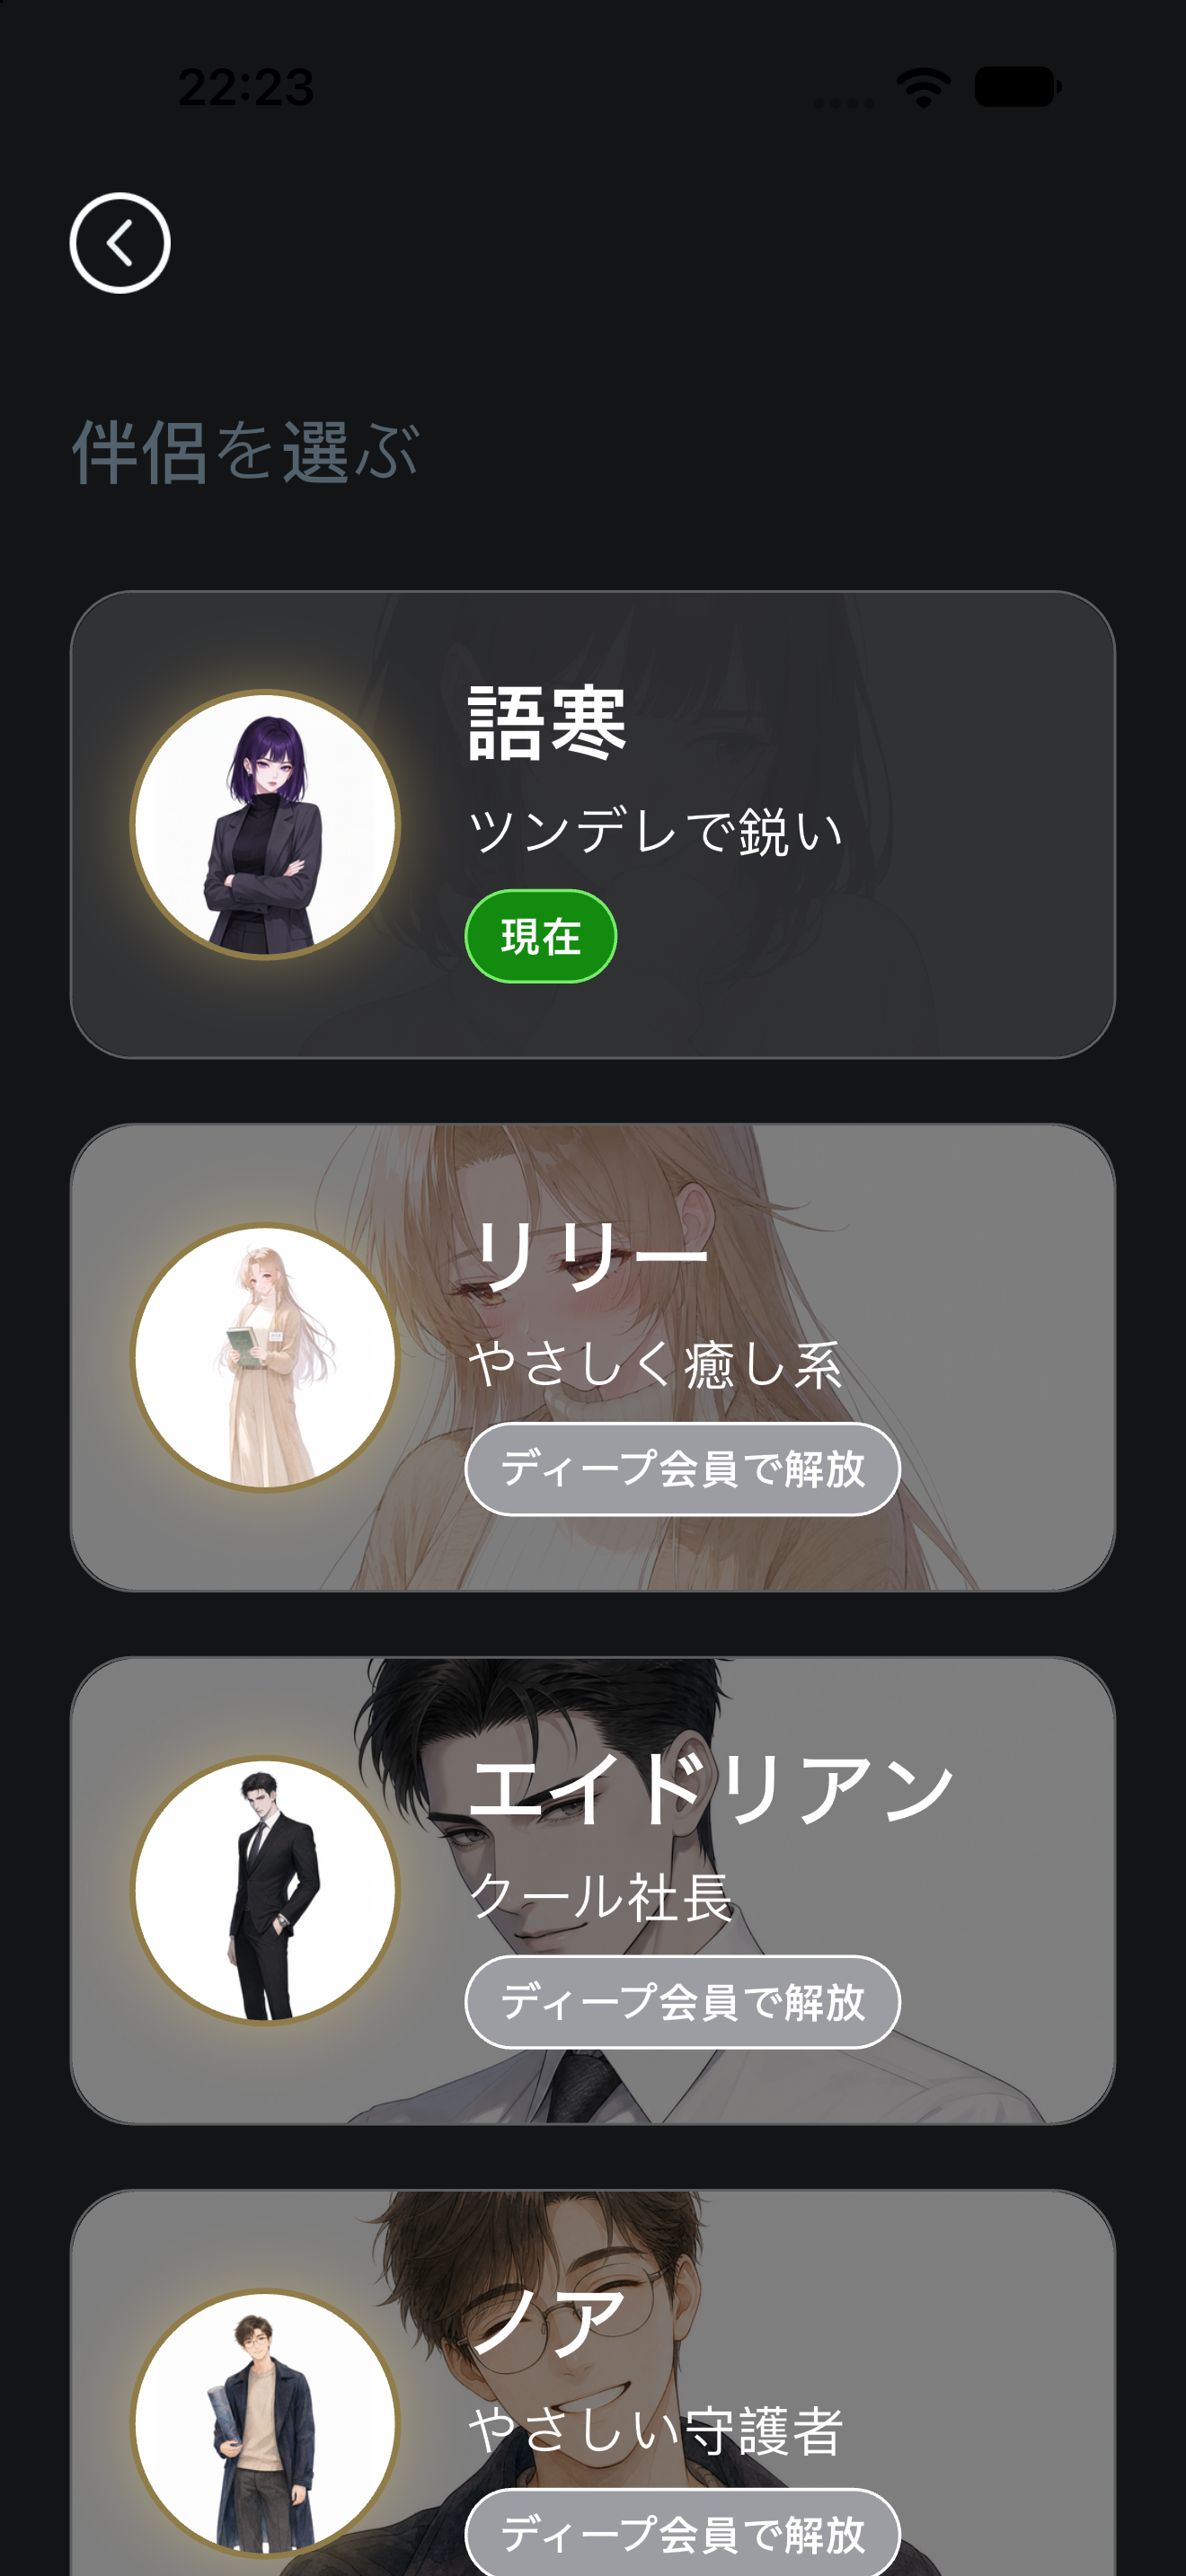 22:23
伴侶を選ぶ
語寒
ツンデレで鋭い
現在
リリー
やさしく癒し系
ディープ会員で解放
エイドリアン
クール社長
ディープ会員で解放
ノア
やさしい守護者
ディープ会員で解放